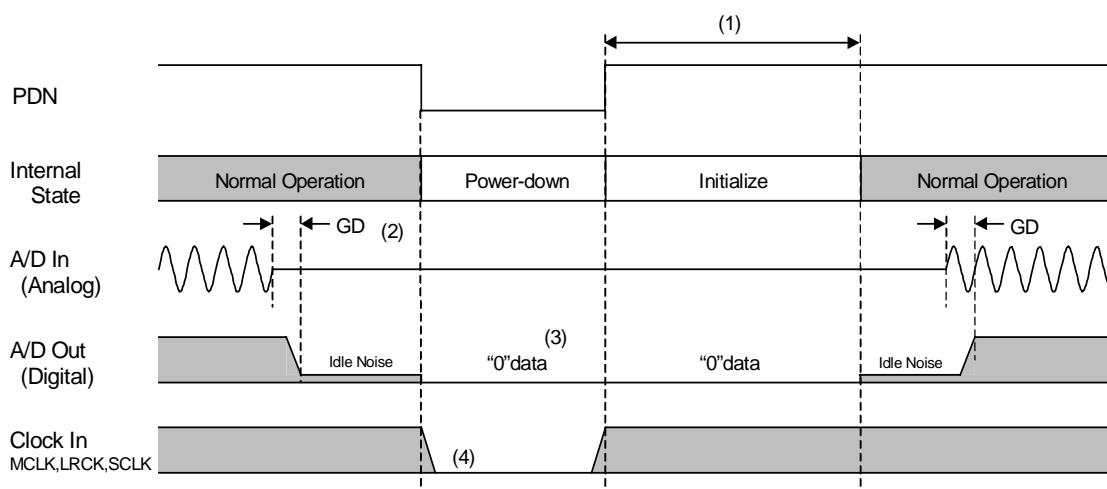 (1)
PDN
Internal
State
Normal Operation
Power-down
Initialize
Normal Operation
GD (2)
GD
A/D In
(Analog)
A/D Out
(Digital)
Idle Noise
“0”data
(3)
“0”data
Idle Noise
Clock In
MCLK,LRCK,SCLK
(4)